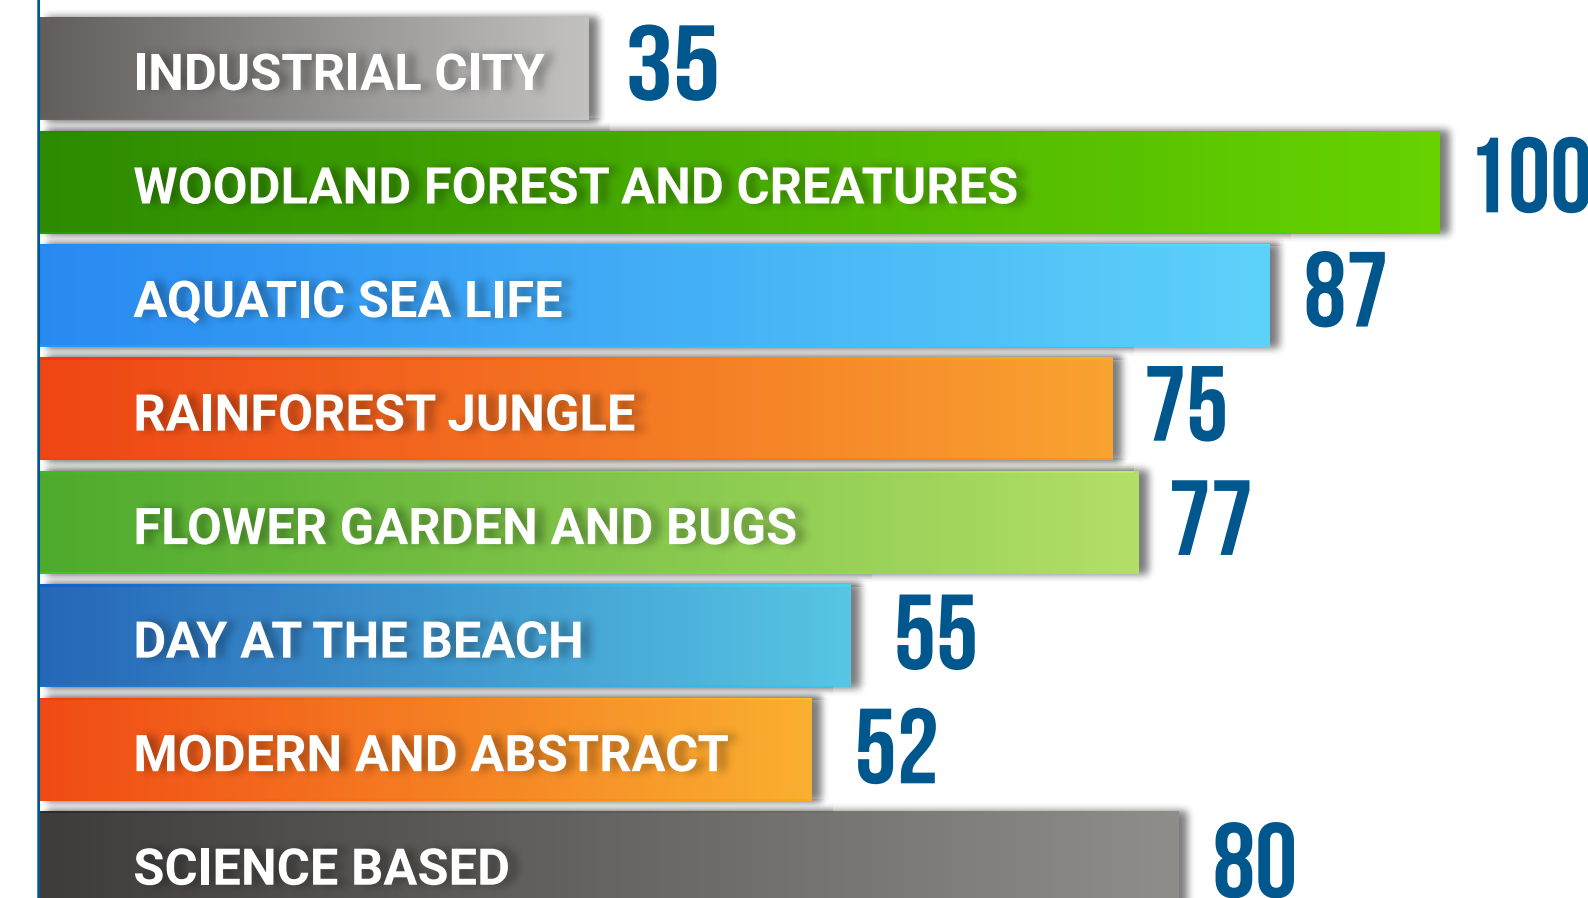 INDUSTRIAL CITY 35
WOODLAND FOREST AND CREATURES 100
AQUATIC SEA LIFE 87
RAINFOREST JUNGLE 75
FLOWER GARDEN AND BUGS 77
DAY AT THE BEACH 55
MODERN AND ABSTRACT 52
SCIENCE BASED 80